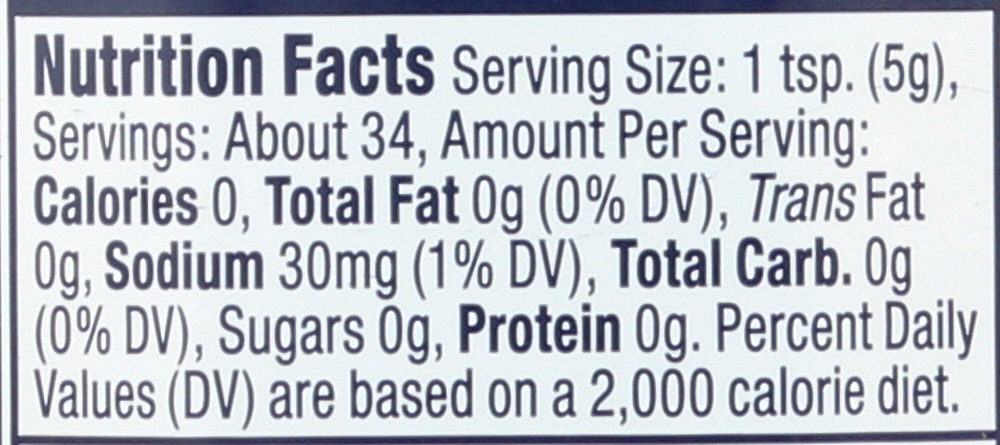 Nutrition Facts Serving Size: 1 tsp. (5g),
Servings: About 34, Amount Per Serving:
Calories 0, Total Fat 0g (0% DV), Trans Fat
0g, Sodium 30mg (1% DV), Total Carb. 0g
(0% DV), Sugars 0g, Protein 0g. Percent Daily
Values (DV) are based on a 2,000 calorie diet.